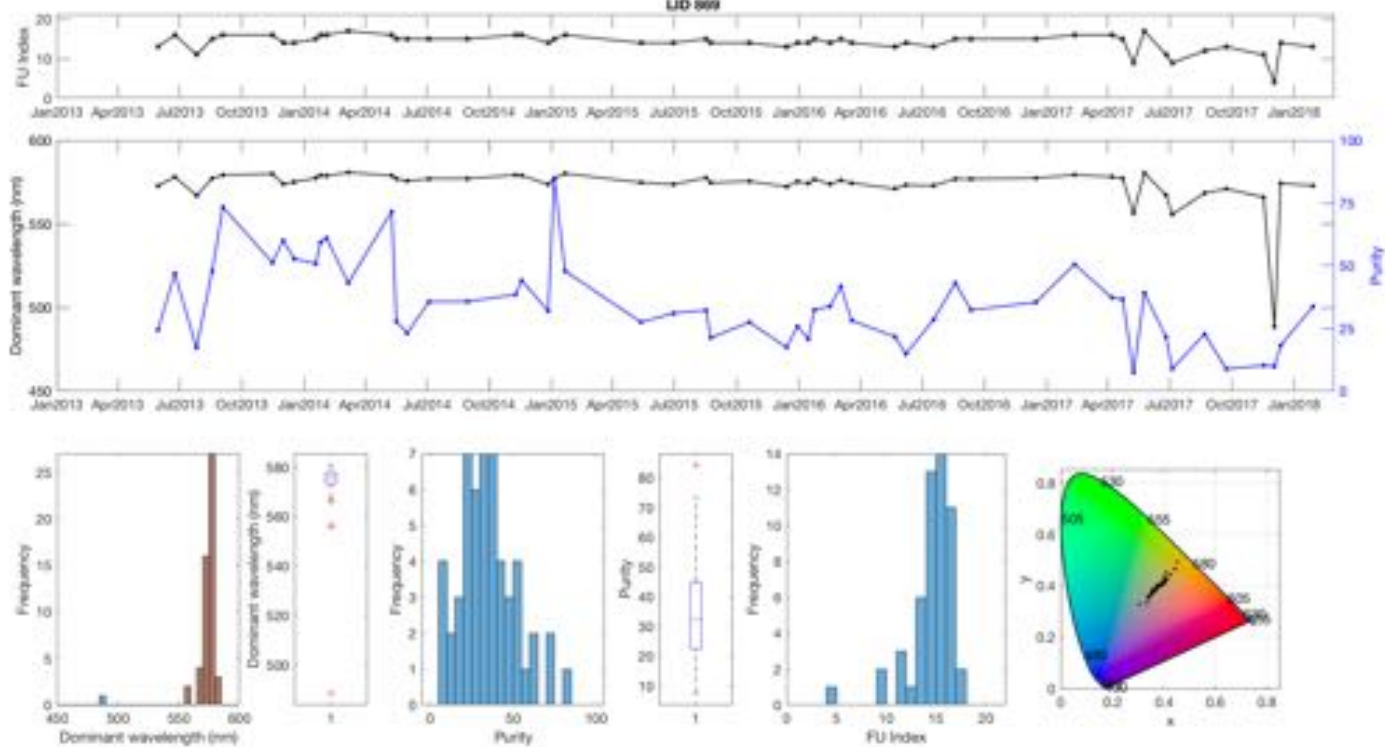 LID 869
20
10
0
FU Index
Jan2013 Apr2013 Jul2013 Oct2013 Jan2014 Apr2014 Jul2014 Oct2014 Jan2015 Apr2015 Jul2015 Oct2015 Jan2016 Apr2016 Jul2016 Oct2016 Jan2017 Apr2017 Jul2017 Oct2017 Jan2018
600 100
75
550
50
500
25
450 0
Dominant wavelength (nm)
Purity
Jan2013 Apr2013 Jul2013 Oct2013 Jan2014 Apr2014 Jul2014 Oct2014 Jan2015 Apr2015 Jul2015 Oct2015 Jan2016 Apr2016 Jul2016 Oct2016 Jan2017 Apr2017 Jul2017 Oct2017 Jan2018
25
20
15
10
5
0
Frequency
450 500 550 600
Dominant wavelength (nm)
580
560
540
520
500
Dominant wavelength (nm)
1
7
6
5
4
3
2
1
0
Frequency
0 50 100
Purity
80
70
60
50
40
30
20
10
Purity
1
14
12
10
8
6
4
2
0
Frequency
0 5 10 15 20
FU Index
0.8
0.6
0.4
0.2
0
y
530
505
555
580
0 0.2 0.4 0.6 0.8
x